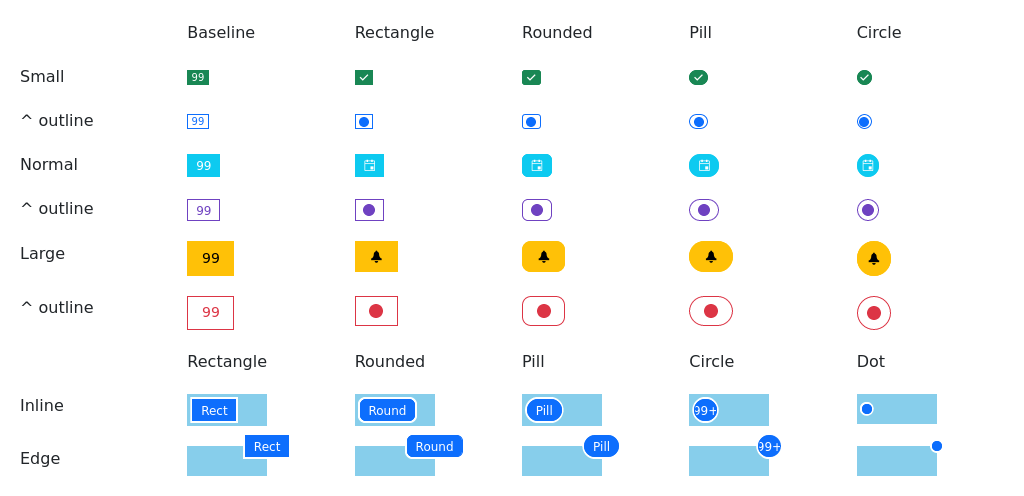 Baseline Rectangle Rounded Pill Circle
Small 99
^ outline 99
Normal 99
^ outline 99
Large 99
^ outline 99
Rectangle Rounded Pill Circle Dot
Inline Rect Round Pill 99+
Edge Rect Round Pill 99+